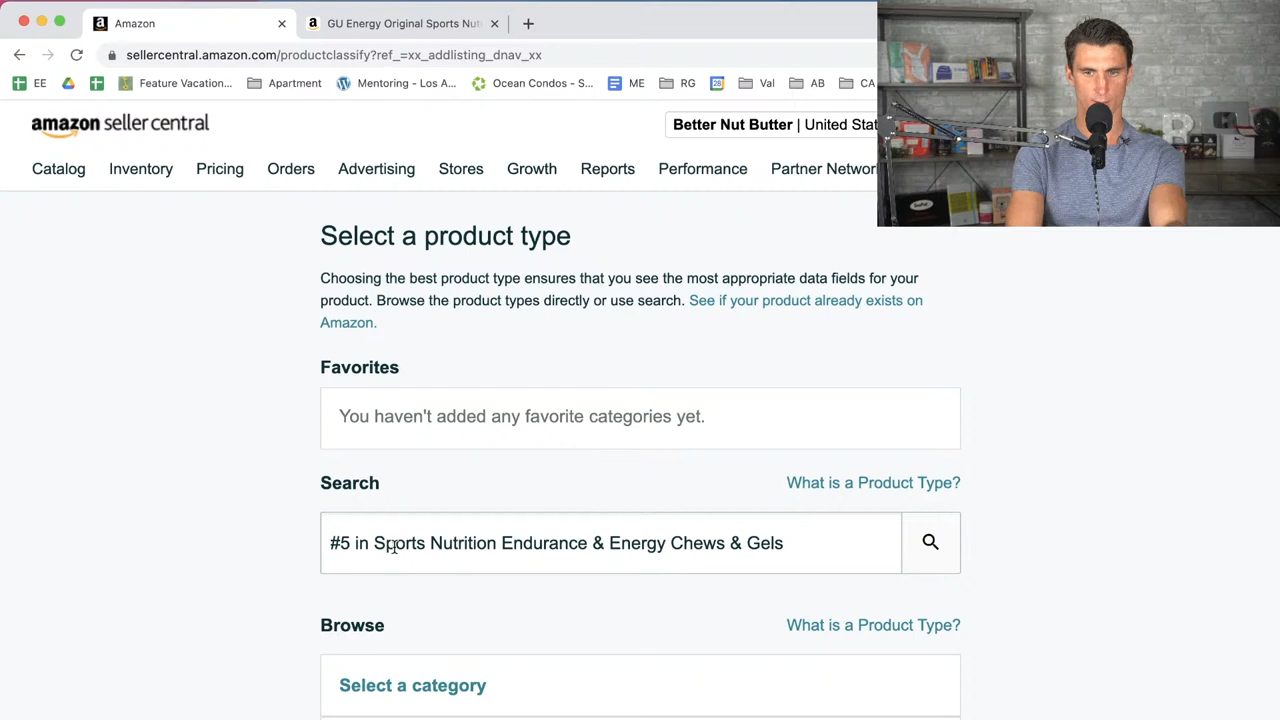 Amazon
GU Energy Original Sports Nut
sellercentral.amazon.com/productclassify?ref_=xx_addlisting_dnav_xx
EE
Feature Vacation...
Apartment
Mentoring - Los A...
Ocean Condos - S...
ME
RG
28
Val
AB
CA
amazon seller central
Better Nut Butter | United Stat
Catalog Inventory Pricing Orders Advertising Stores Growth Reports Performance Partner Network
Select a product type
Choosing the best product type ensures that you see the most appropriate data fields for your
product. Browse the product types directly or use search. See if your product already exists on
Amazon.
Favorites
You haven't added any favorite categories yet.
Search What is a Product Type?
#5 in Sports Nutrition Endurance & Energy Chews & Gels
Browse What is a Product Type?
Select a category